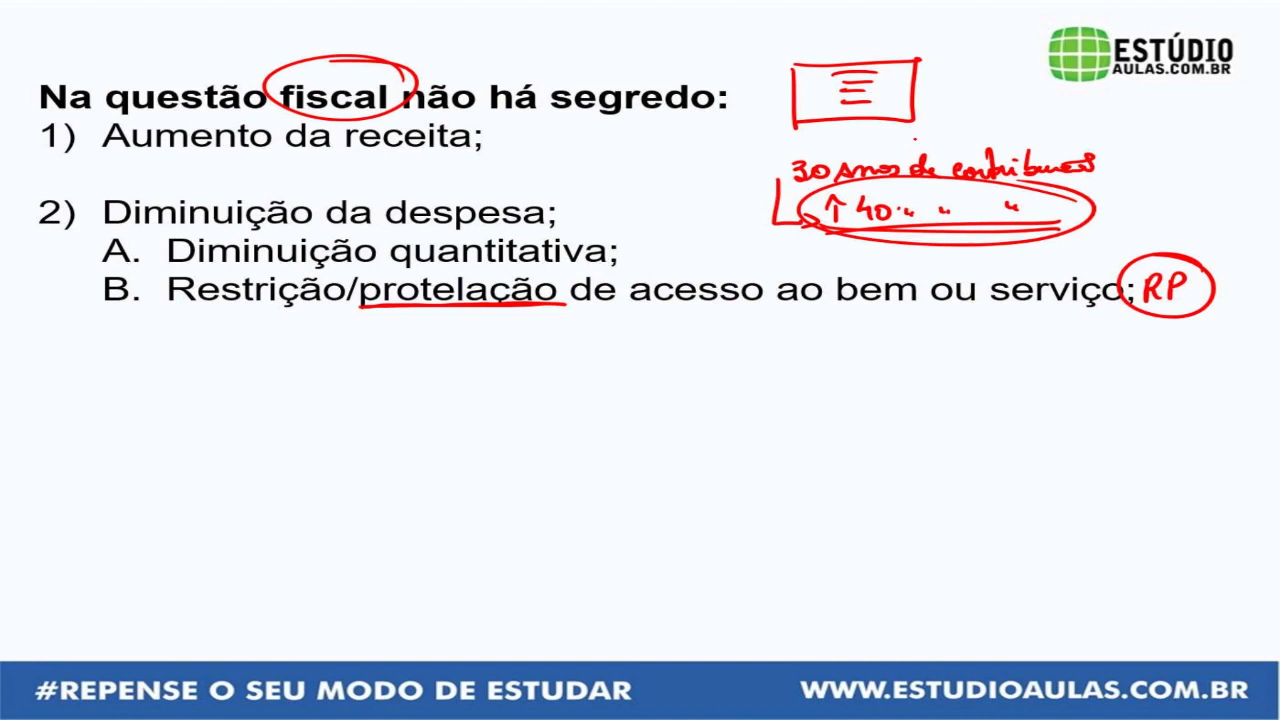 ESTÚDIO
AULAS.COM.BR
Na questão fiscal não há segredo:
1) Aumento da receita;
30 anos de contribuições
↑ 40 " " "
2) Diminuição da despesa;
A. Diminuição quantitativa;
B. Restrição/protelação de acesso ao bem ou serviço; RP
#REPENSE O SEU MODO DE ESTUDAR
WWW.ESTUDIOAULAS.COM.BR